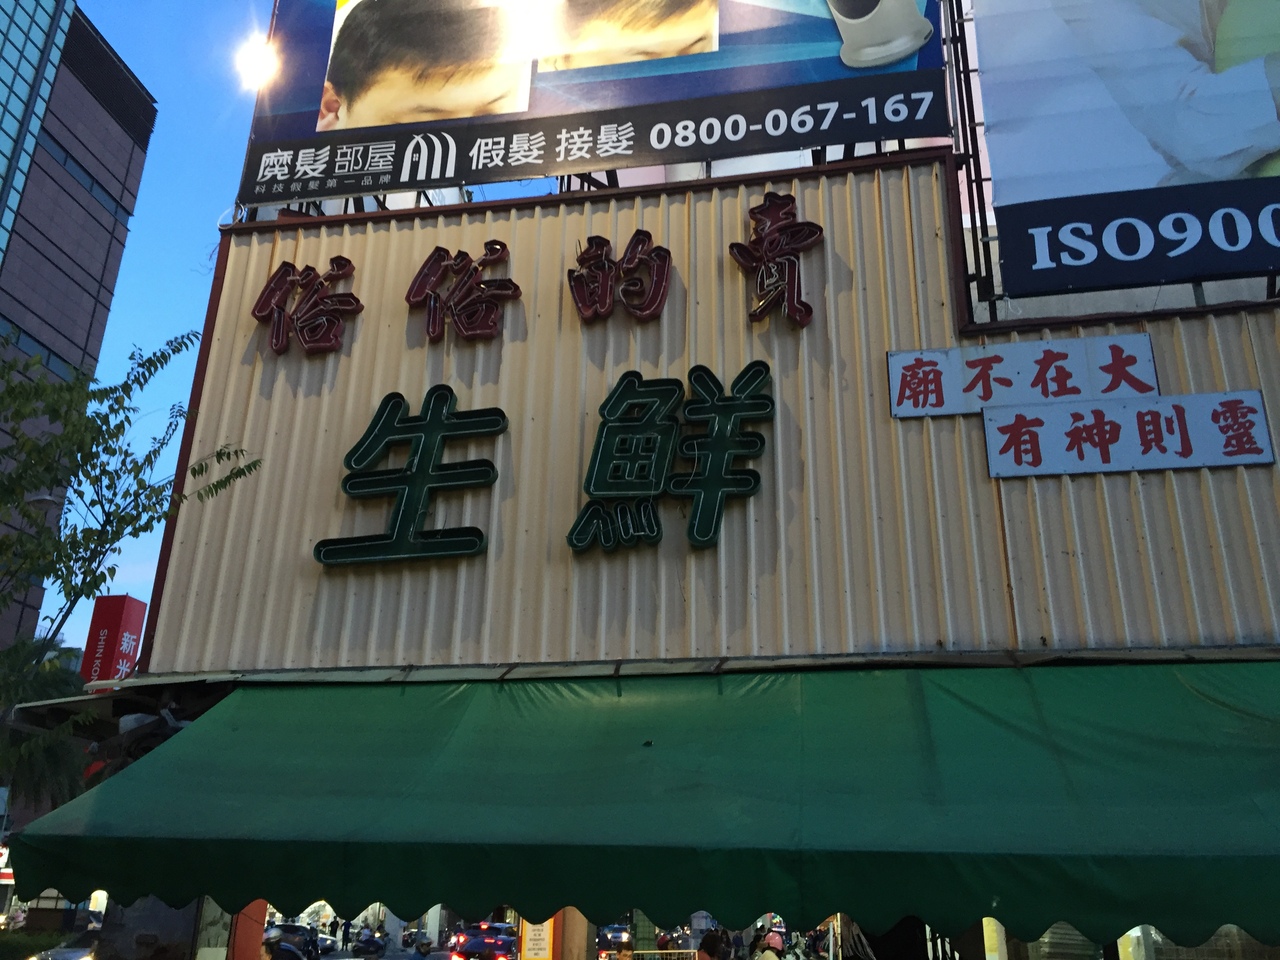 魔髮部屋 假髮 接髮 0800-067-167
科技假髮第一品牌
ISO900
俗俗的賣
生鮮
廟不在大
有神則靈
新光
SHIN KON